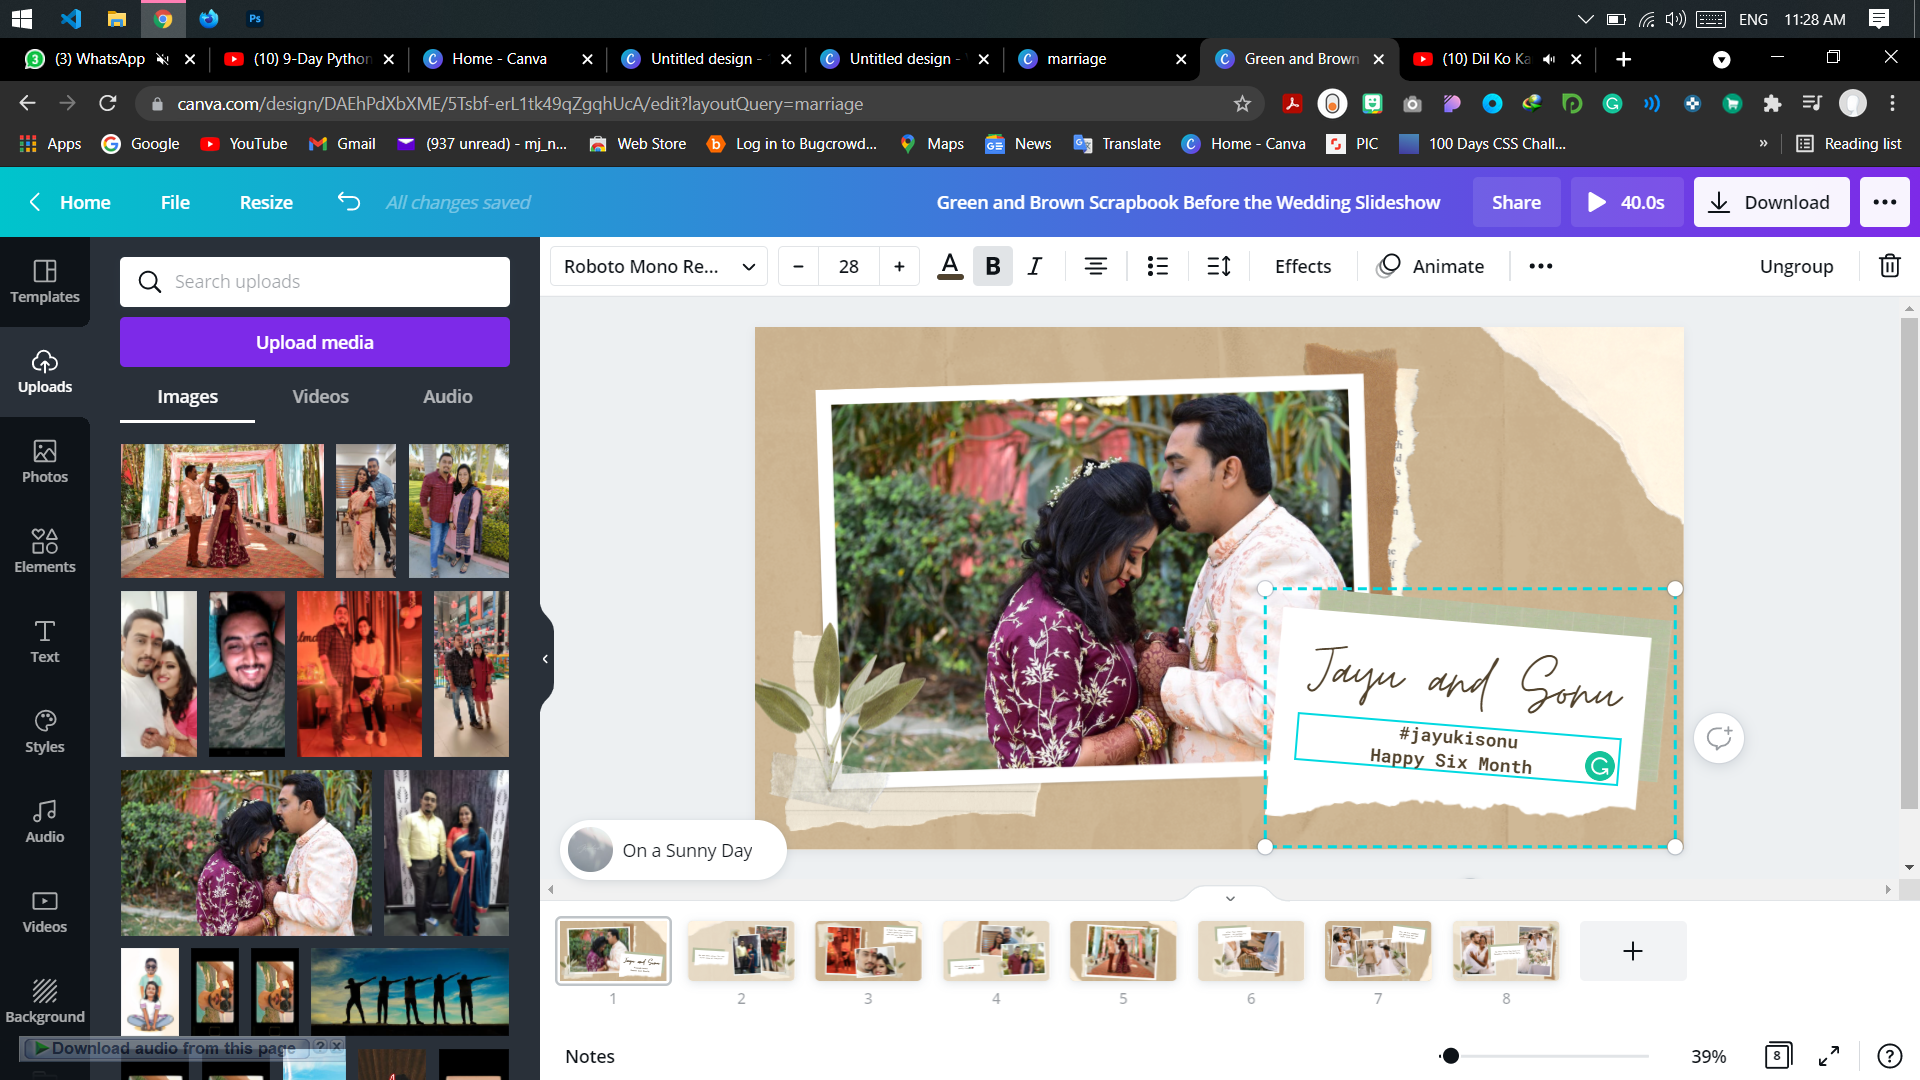 ENG
11:28 AM
(3) WhatsApp
(10) 9-Day Python
Home - Canva
Untitled design -
Untitled design -
marriage
Green and Brown
(10) Dil Ko Ka
canva.com/design/DAEhPdXbXME/5Tsbf-erL1tk49qZgqhUcA/edit?layoutQuery=marriage
Apps
Google
YouTube
Gmail
(937 unread) - mj_n...
Web Store
Log in to Bugcrowd...
Maps
News
Translate
Home - Canva
PIC
100 Days CSS Chall...
»
Reading list
Home
File
Resize
All changes saved
Green and Brown Scrapbook Before the Wedding Slideshow
Share
40.0s
Download
Templates
Uploads
Photos
Elements
Text
Styles
Audio
Videos
Background
Search uploads
Upload media
Images
Videos
Audio
Roboto Mono Re...
– 28 +
A
B
I
Effects
Animate
Ungroup
Jayu and Sonu
#jayukisonu
Happy Six Month
On a Sunny Day
1
2
3
4
5
6
7
8
Download audio from this page
Notes
39%
8